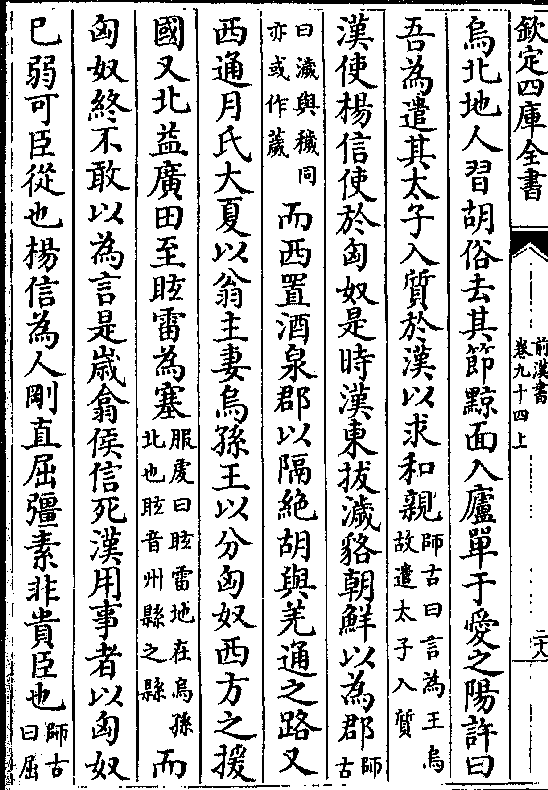 欽定四庫全書
前漢書
卷九十四上
烏北地人習胡俗去其節黥面入廬單于愛之陽許曰
吾為遣其太子入質於漢以求和親師古曰言為王烏故遣太子入質
漢使楊信使於匈奴是時漢東拔濊貉朝鮮以為郡師古
曰濊與穢同亦或作薉而西置酒泉郡以隔絶胡與羌通之路又
西通月氏大夏以翁主妻烏孫王以分匈奴西方之援
國又北益廣田至眩雷為塞服虔曰眩雷地在烏孫北也眩音州縣之縣而
匈奴終不敢以為言是嵗翕侯信死漢用事者以匈奴
已弱可臣從也楊信為人剛直屈彊素非貴臣也師古曰屈